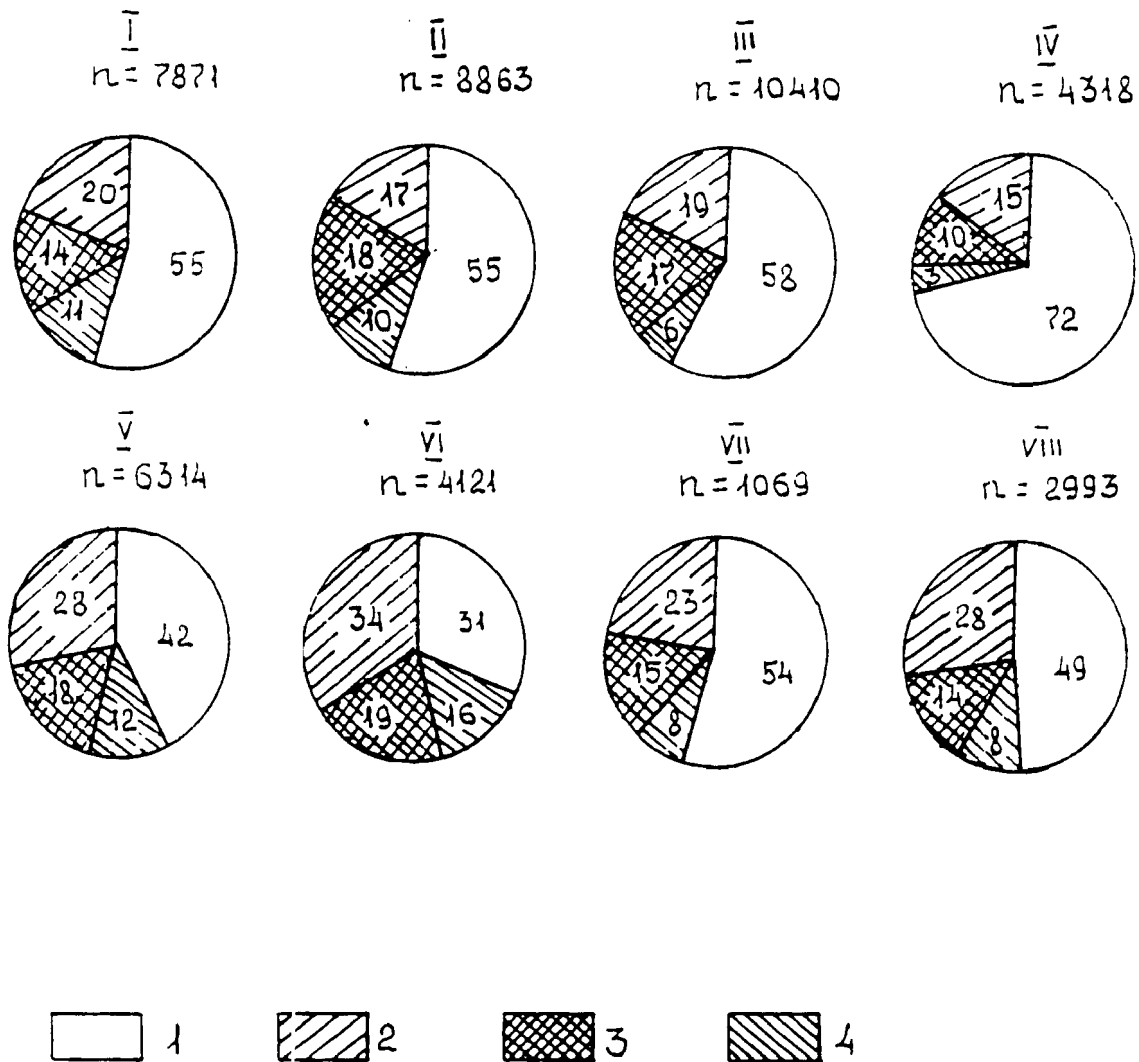 I
II
III
IV
n = 7871
n = 8863
n = 10410
n = 4318
20
14
11
55
17
18
10
55
19
17
6
58
15
10
3
72
V
VI
VII
VIII
n = 6314
n = 4121
n = 1069
n = 2993
28
18
12
42
34
19
16
31
23
15
8
54
28
14
8
49
1
2
3
4